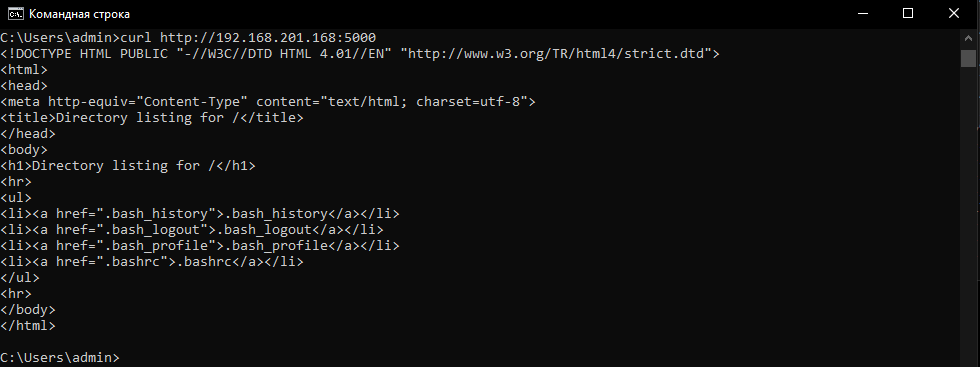 Командная строка
C:\Users\admin>curl http://192.168.201.168:5000
<!DOCTYPE HTML PUBLIC "-//W3C//DTD HTML 4.01//EN" "http://www.w3.org/TR/html4/strict.dtd">
<html>
<head>
<meta http-equiv="Content-Type" content="text/html; charset=utf-8">
<title>Directory listing for /</title>
</head>
<body>
<h1>Directory listing for /</h1>
<hr>
<ul>
<li><a href=".bash_history">.bash_history</a></li>
<li><a href=".bash_logout">.bash_logout</a></li>
<li><a href=".bash_profile">.bash_profile</a></li>
<li><a href=".bashrc">.bashrc</a></li>
</ul>
<hr>
</body>
</html>
C:\Users\admin>